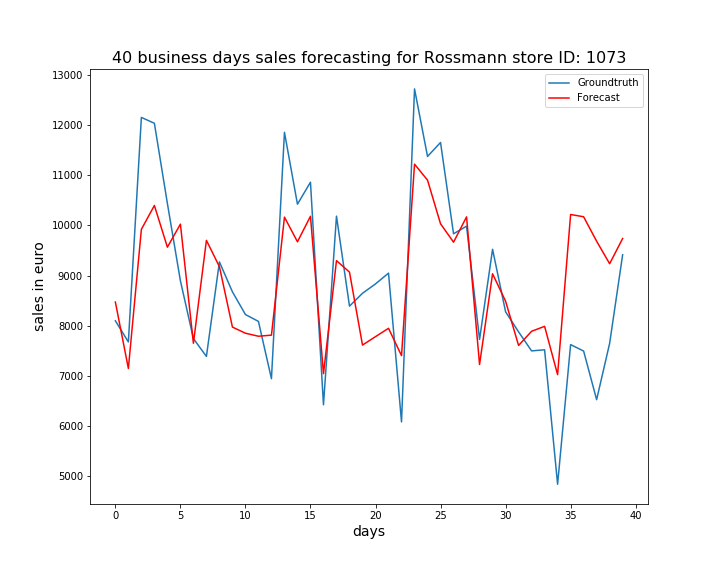 40 business days sales forecasting for Rossmann store ID: 1073
13000
12000
11000
10000
9000
8000
7000
6000
5000
sales in euro
Groundtruth
Forecast
0 5 10 15 20 25 30 35 40
days